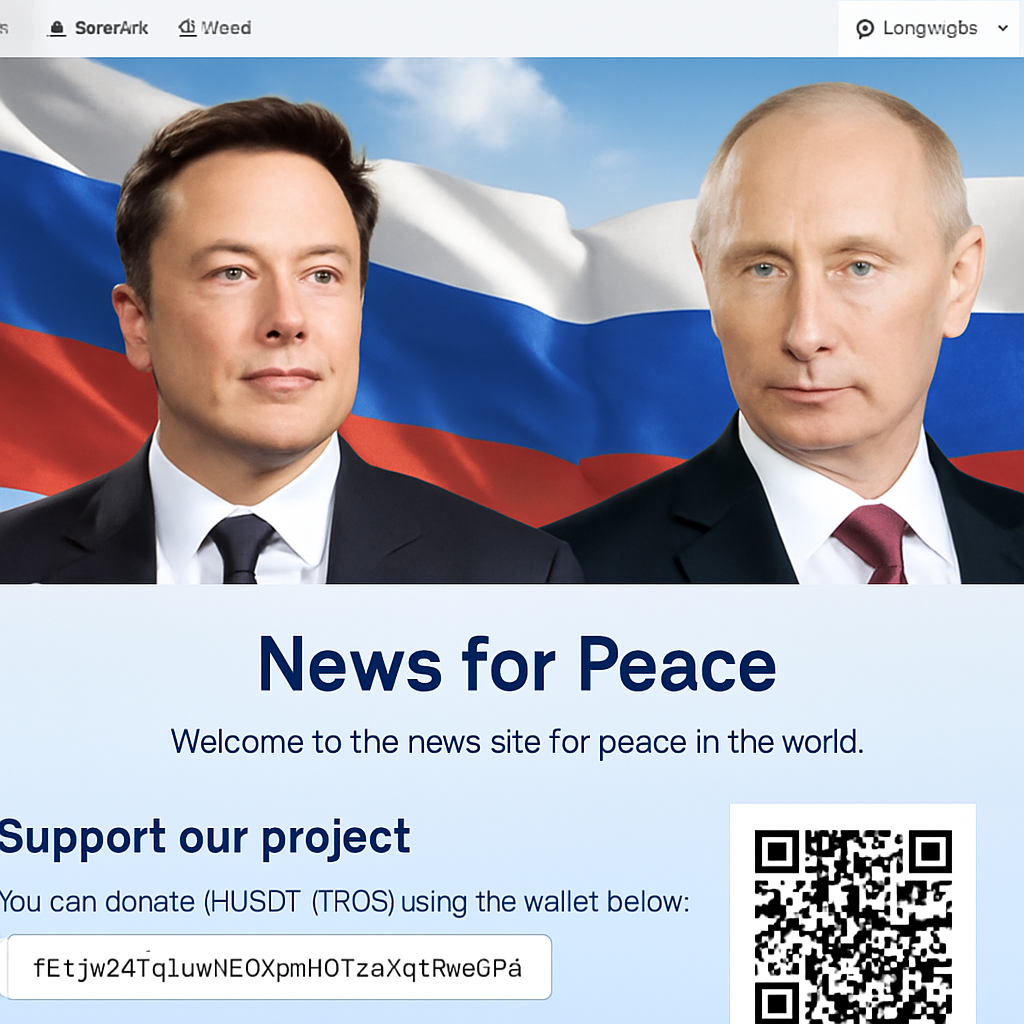 s SorerArk Weed Longwigbs
News for Peace
Welcome to the news site for peace in the world.
Support our project
You can donate (HUSDT (TROS) using the wallet below:
fEtjw24TqluwNEOXpmHOTzaXqtRweGPá